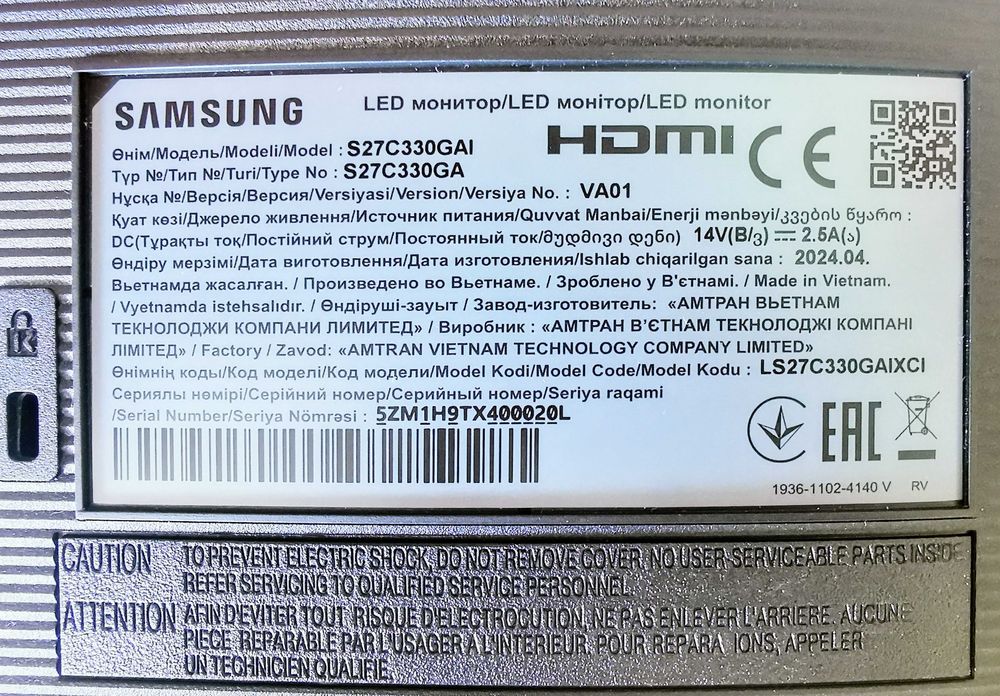 SAMSUNG
LED монитор/LED монітор/LED monitor
HDMI CE
Өнім/Модель/Modeli/Model : S27C330GAI
Түр №/Тип №/Turi/Type No : S27C330GA
Нұсқа №/Версія/Версия/Versiyasi/Version/Versiya No. : VA01
Қуат көзі/Джерело живлення/Источник питания/Quvvat Manbai/Enerji mənbəyi/კვების წყარო :
DC(Тұрақты ток/Постійний струм/Постоянный ток/მუდმივი დენი) 14V(В/ვ) ⎓ 2.5A(ა)
Өндіру мерзімі/Дата виготовлення/Дата изготовления/Ishlab chiqarilgan sana : 2024.04.
Вьетнамда жасалған. / Произведено во Вьетнаме. / Зроблено у В'єтнамі. / Made in Vietnam.
/ Vyetnamda istehsalıdır. / Өндіруші-зауыт / Завод-изготовитель: «АМТРАН ВЬЕТНАМ
ТЕКНОЛОДЖИ КОМПАНИ ЛИМИТЕД» / Виробник : «АМТРАН В'ЄТНАМ ТЕКНОЛОДЖІ КОМПАНІ
ЛІМІТЕД» / Factory / Zavod: «AMTRAN VIETNAM TECHNOLOGY COMPANY LIMITED»
Өнімнің коды/Код моделі/Код модели/Model Kodi/Model Code/Model Kodu : LS27C330GAIXCI
Сериялы нөмірі/Серійний номер/Серийный номер/Seriya raqami
/Serial Number/Seriya Nömrəsi : 5ZM1H9TX400020L
EAC
1936-1102-4140 V RV
CAUTION TO PREVENT ELECTRIC SHOCK, DO NOT REMOVE COVER. NO USER-SERVICEABLE PARTS INSIDE.
REFER SERVICING TO QUALIFIED SERVICE PERSONNEL.
ATTENTION AFIN D'EVITER TOUT RISQUE D'ELECTROCUTION, NE PAS ENLEVER L'ARRIERE. AUCUNE
PIECE REPARABLE PAR L'USAGER A L'INTERIEUR. POUR REPARA IONS, APPELER
UN TECHNICIEN QUALIFIE.